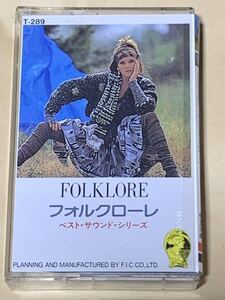 T-289
FOLKLORE
フォルクローレ
ベスト・サウンド・シリーズ
PLANNING AND MANUFACTURED BY F.I.C CO.,LTD.